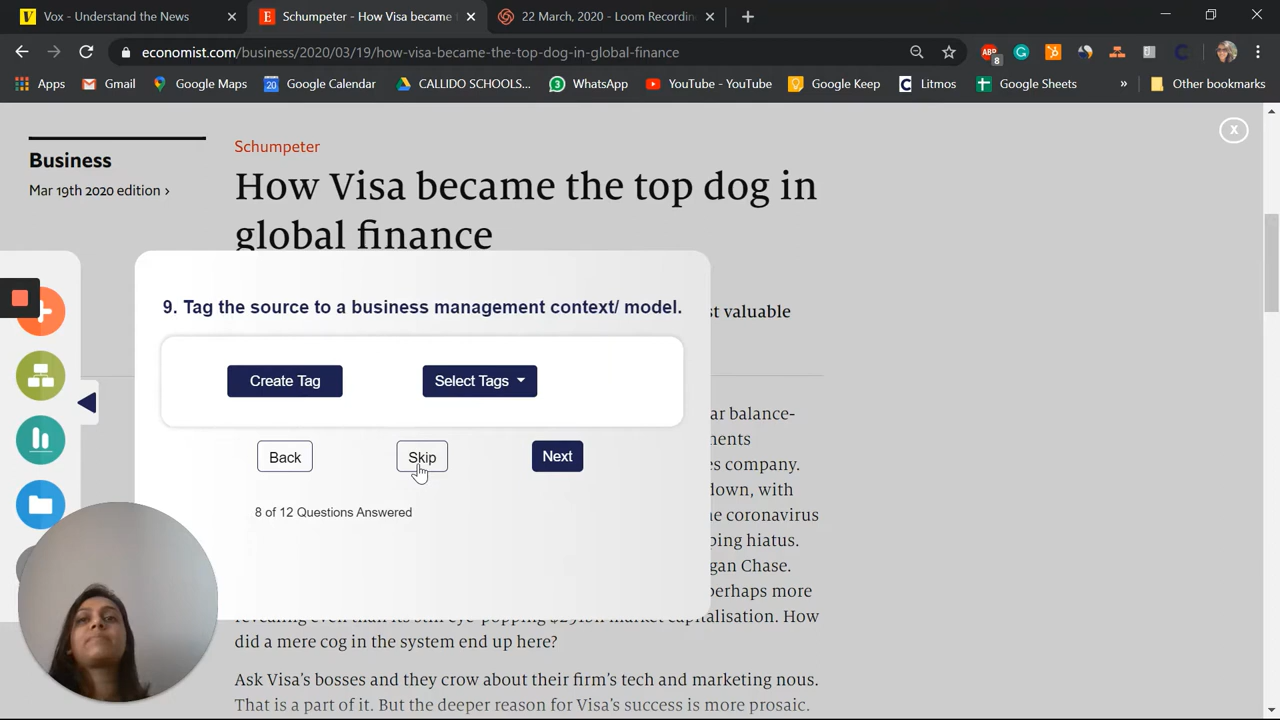 Vox - Understand the News
Schumpeter - How Visa became t
22 March, 2020 - Loom Recordin
economist.com/business/2020/03/19/how-visa-became-the-top-dog-in-global-finance
8
Apps
Gmail
Google Maps
20
Google Calendar
CALLIDO SCHOOLS...
3
WhatsApp
YouTube - YouTube
Google Keep
Litmos
Google Sheets
»
Other bookmarks
X
Business
Mar 19th 2020 edition >
Schumpeter
How Visa became the top dog in
global finance
st valuable
9. Tag the source to a business management context/ model.
Create Tag
Select Tags
Back
Skip
Next
8 of 12 Questions Answered
ar balance-
nents
es company.
down, with
ne coronavirus
ping hiatus.
gan Chase.
perhaps more
did a mere cog in the system end up here?
Ask Visa's bosses and they crow about their firm's tech and marketing nous.
That is a part of it. But the deeper reason for Visa's success is more prosaic.